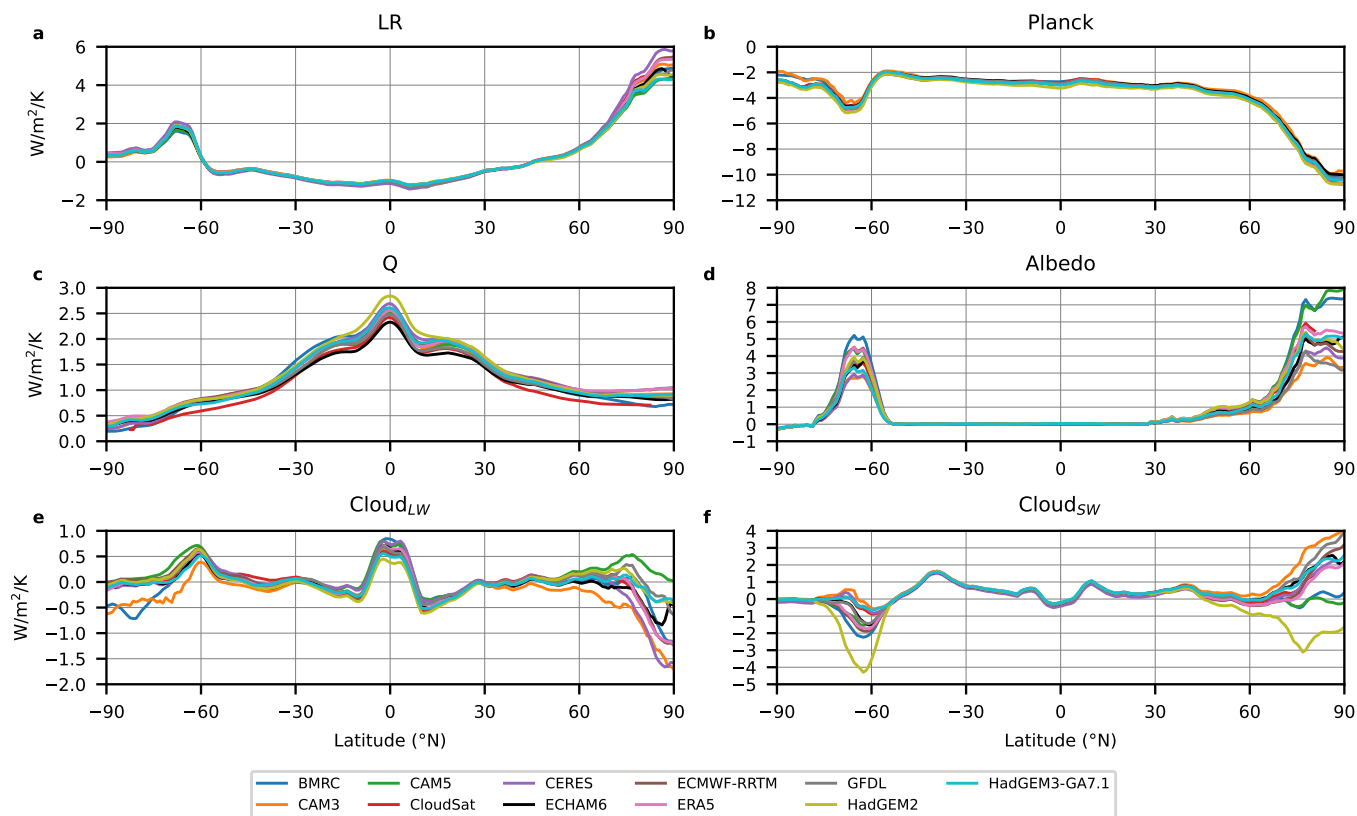 a LR
b Planck
6
4
2
0
−2
W/m²/K
−90 −60 −30 0 30 60 90
0
−2
−4
−6
−8
−10
−12
−90 −60 −30 0 30 60 90
c Q
d Albedo
3.0
2.5
2.0
1.5
1.0
0.5
0.0
W/m²/K
−90 −60 −30 0 30 60 90
8
7
6
5
4
3
2
1
0
−1
−90 −60 −30 0 30 60 90
e Cloud_LW
f Cloud_SW
1.0
0.5
0.0
−0.5
−1.0
−1.5
−2.0
W/m²/K
−90 −60 −30 0 30 60 90
Latitude (°N)
4
3
2
1
0
−1
−2
−3
−4
−5
−90 −60 −30 0 30 60 90
Latitude (°N)
BMRC CAM5 CERES ECMWF-RRTM GFDL HadGEM3-GA7.1
CAM3 CloudSat ECHAM6 ERA5 HadGEM2